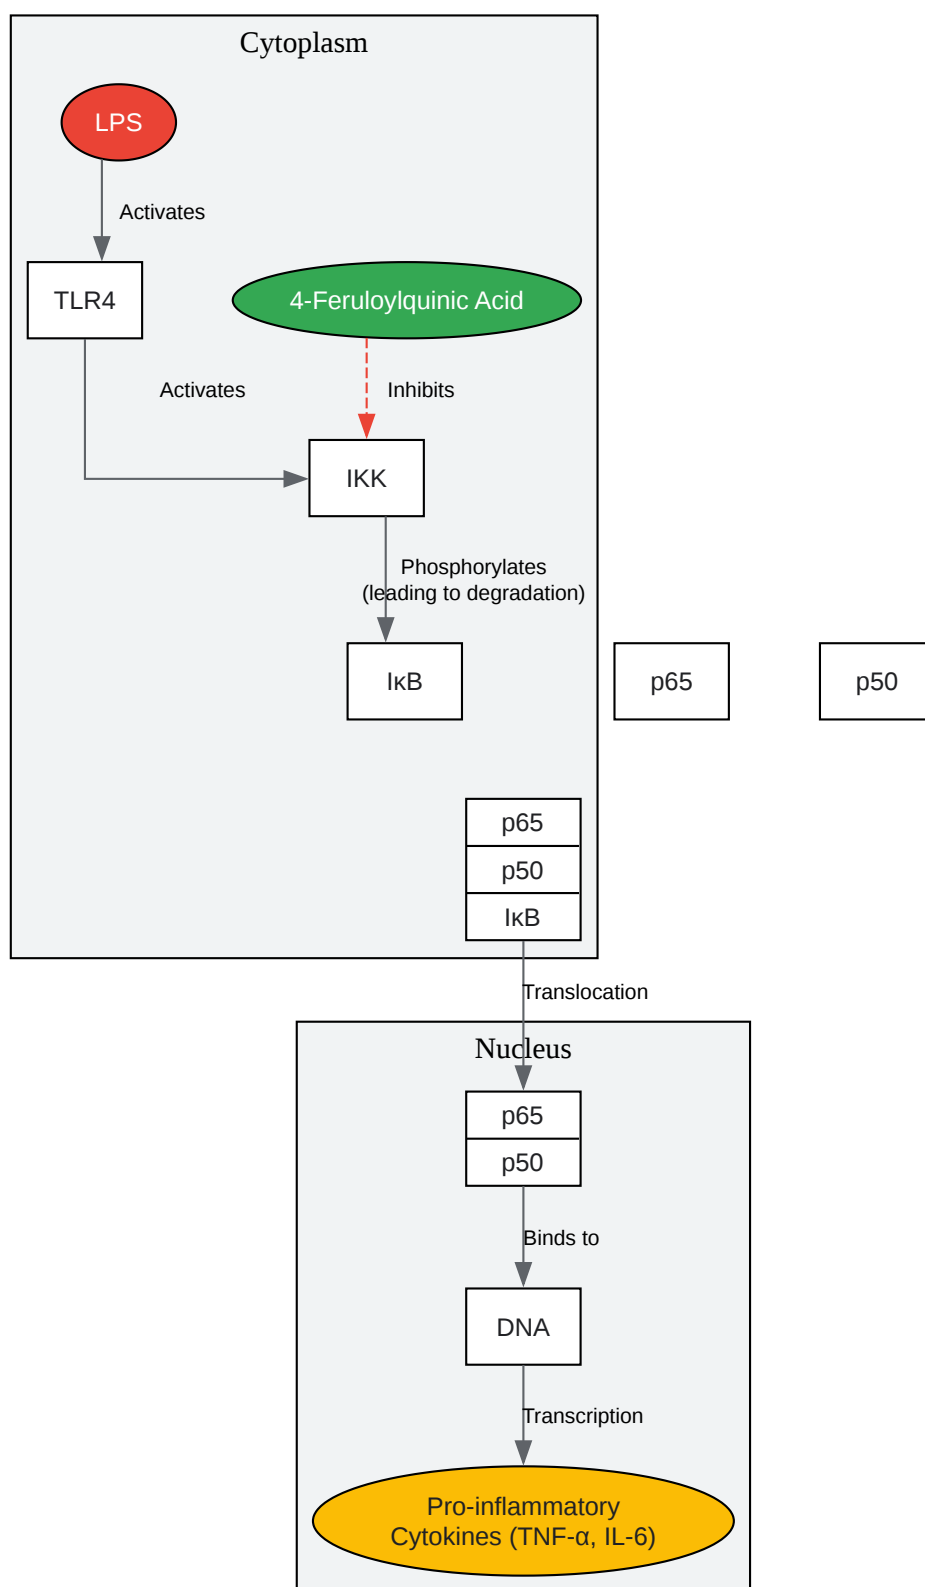 Cytoplasm
LPS
Activates
TLR4
4-Feruloylquinic Acid
Activates
Inhibits
IKK
Phosphorylates
(leading to degradation)
IκB
p65
p50
p65
p50
IκB
Translocation
Nucleus
p65
p50
Binds to
DNA
Transcription
Pro-inflammatory
Cytokines (TNF-α, IL-6)